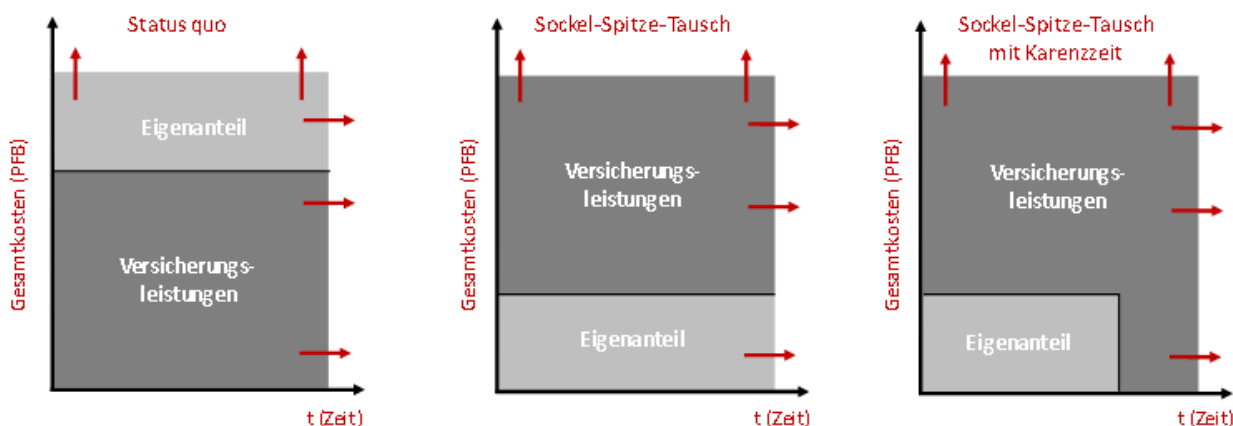 Status quo
Gesamtkosten (PFB)
Eigenanteil
Versicherungs-
leistungen
t (Zeit)
Sockel-Spitze-Tausch
Gesamtkosten (PFB)
Versicherungs-
leistungen
Eigenanteil
t (Zeit)
Sockel-Spitze-Tausch
mit Karenzzeit
Gesamtkosten (PFB)
Versicherungs-
leistungen
Eigenanteil
t (Zeit)